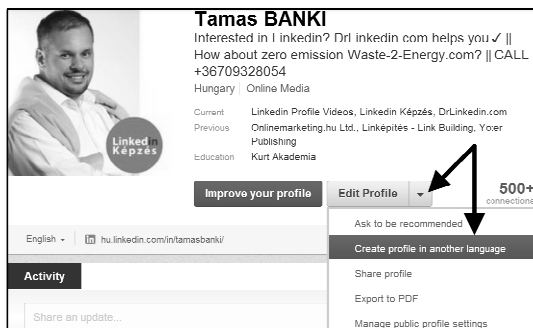 Tamas BANKI
Interested in Linkedin? DrLinkedin.com helps you ✓ ||
How about zero emission Waste-2-Energy.com? || CALL
+36709328054
Hungary | Online Media
Current Linkedin Profile Videos, Linkedin Képzés, DrLinkedin.com
Previous Onlinemarketing.hu Ltd., Linképítés - Link Building, Yoxer
Publishing
Education Kurt Akademia
Linkedin
Képzés
Improve your profile
Edit Profile
500+
connections
Ask to be recommended
Create profile in another language
Share profile
Export to PDF
Manage public profile settings
English
in hu.linkedin.com/in/tamasbanki/
Activity
Share an update...